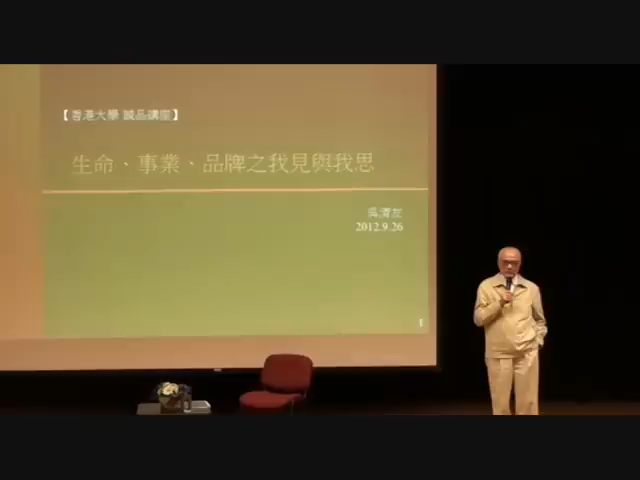 【香港大學 誠品講座】
生命、事業、品牌之我見與我思
吳清友
2012.9.26
1